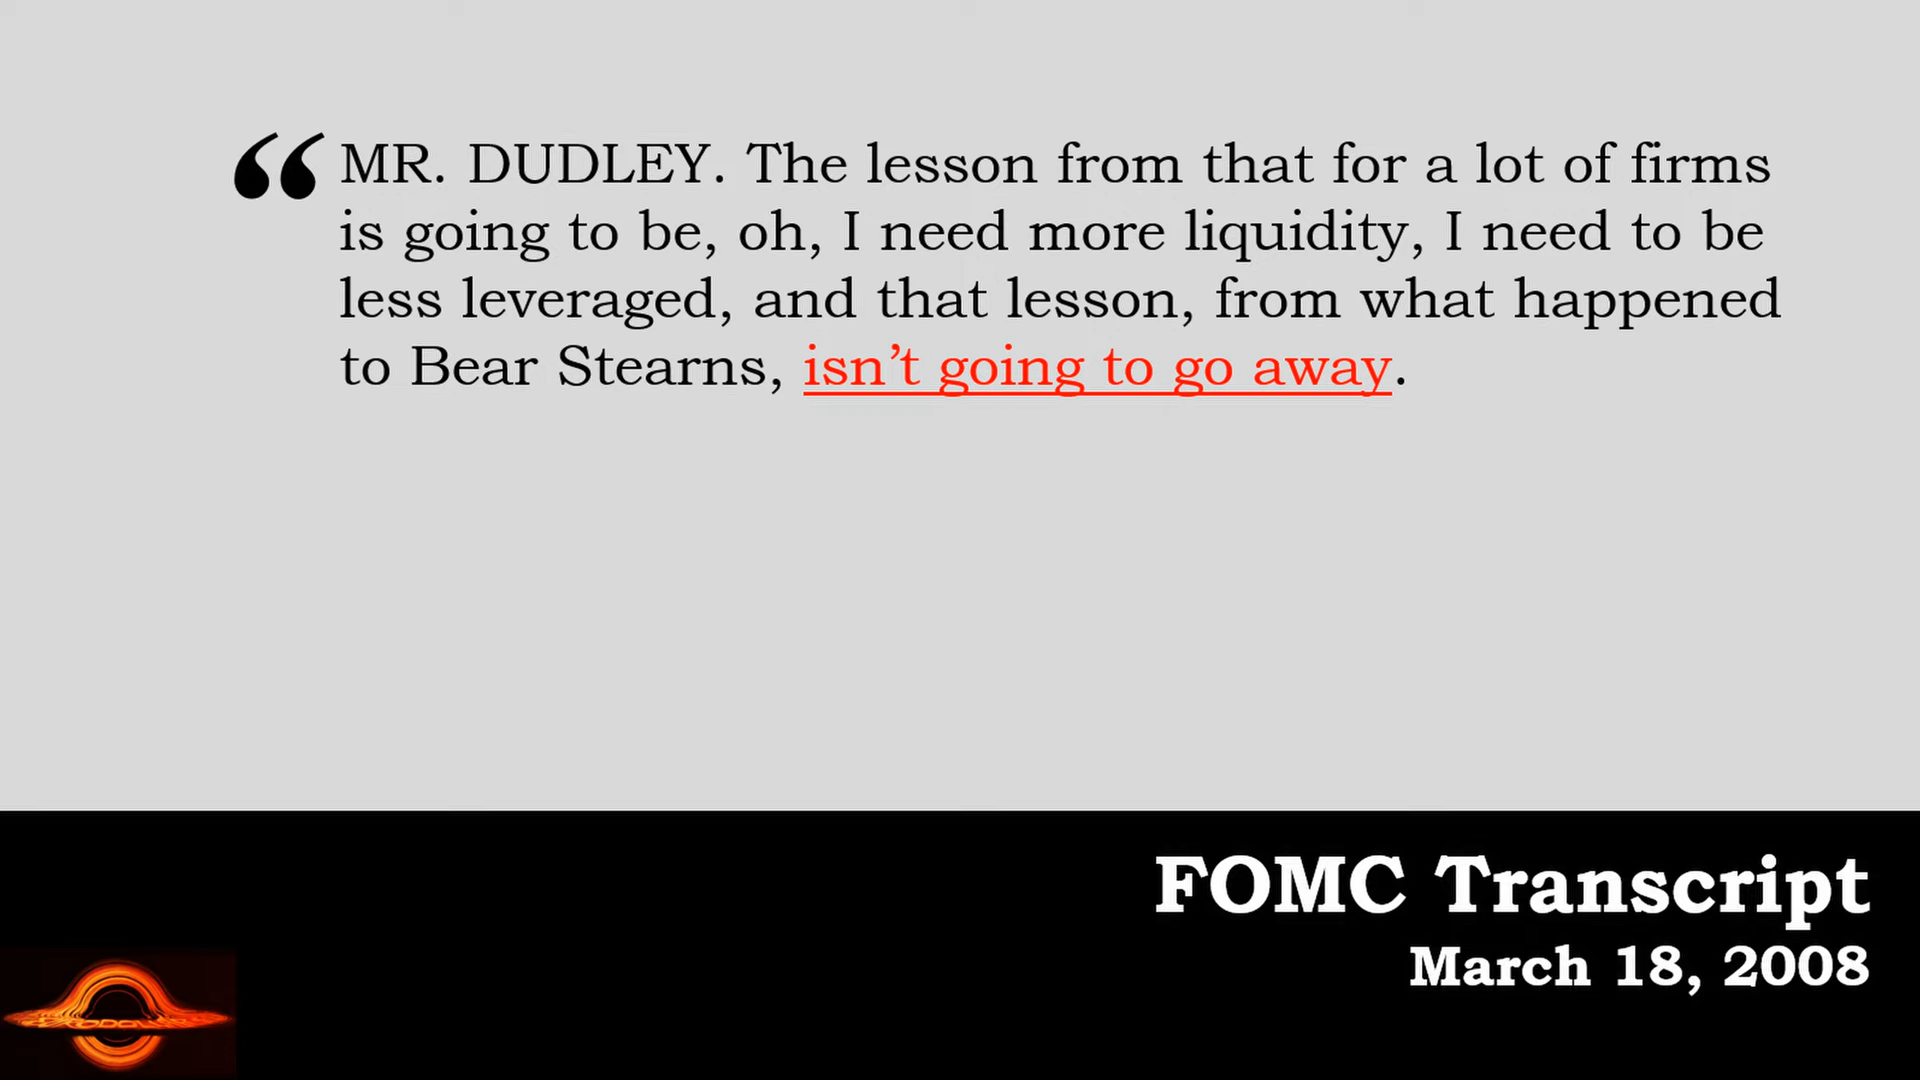 “MR. DUDLEY. The lesson from that for a lot of firms
is going to be, oh, I need more liquidity, I need to be
less leveraged, and that lesson, from what happened
to Bear Stearns, isn’t going to go away.
FOMC Transcript
March 18, 2008